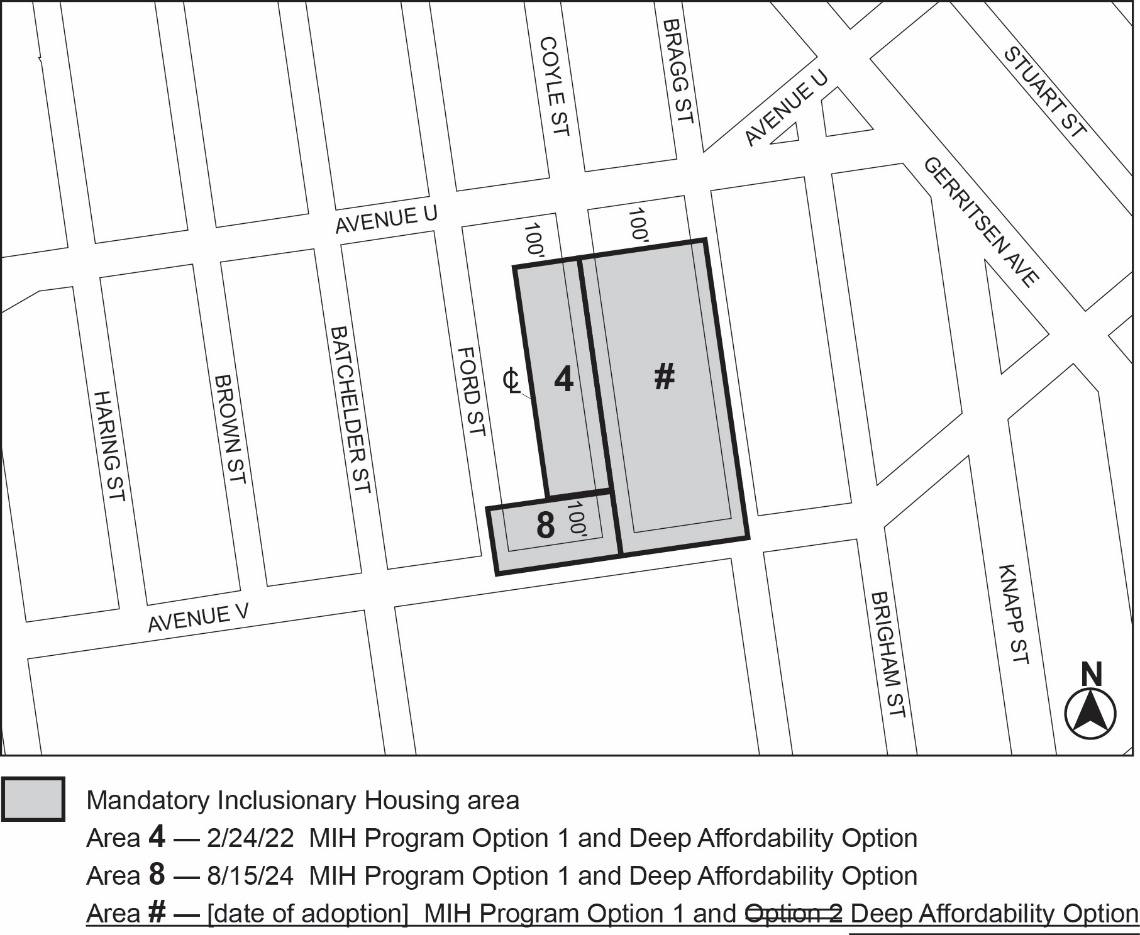 COYLE ST
BRAGG ST
AVENUE U
STUART ST
GERRITSEN AVE
AVENUE U
100'
100'
HARING ST
BROWN ST
BATCHELDER ST
FORD ST
℄
4
#
8
100'
AVENUE V
BRIGHAM ST
KNAPP ST
N
Mandatory Inclusionary Housing area
Area 4 — 2/24/22 MIH Program Option 1 and Deep Affordability Option
Area 8 — 8/15/24 MIH Program Option 1 and Deep Affordability Option
Area # — [date of adoption] MIH Program Option 1 and Option 2 Deep Affordability Option